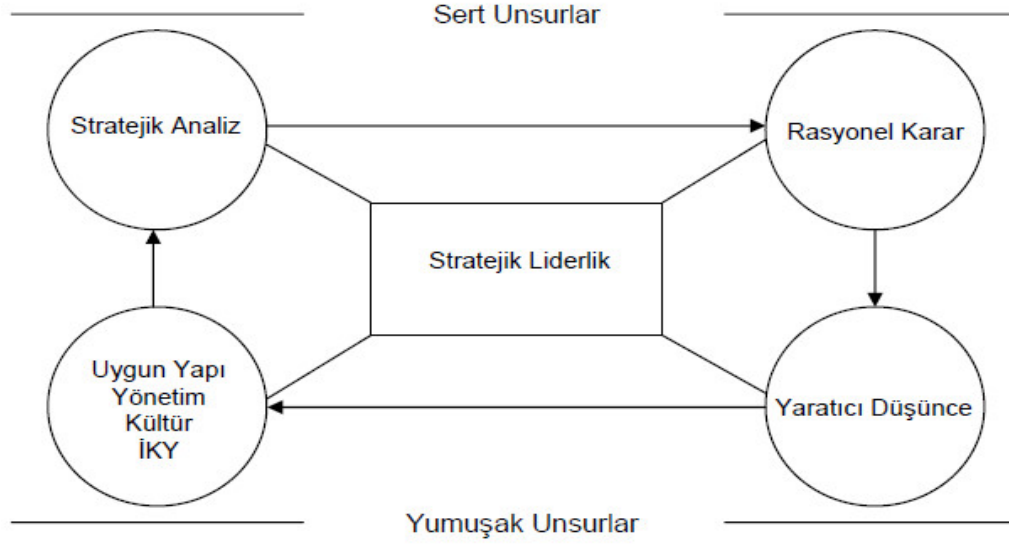 Sert Unsurlar
Stratejik Analiz
Rasyonel Karar
Stratejik Liderlik
Uygun Yapı
Yönetim
Kültür
İKY
Yaratıcı Düşünce
Yumuşak Unsurlar